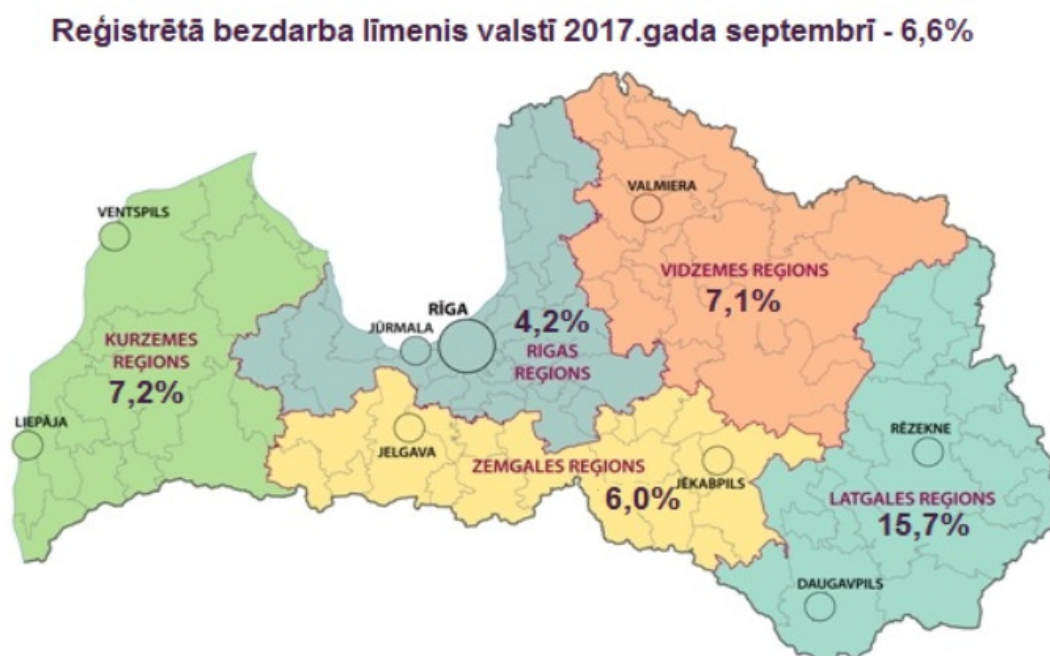 Reģistrētā bezdarba līmenis valstī 2017.gada septembrī - 6,6%
VENTSPILS
VALMIERA
VIDZEMES REĢIONS
7,1%
RĪGA
JŪRMALA
4,2%
RĪGAS
REĢIONS
KURZEMES
REĢIONS
7,2%
LIEPĀJA
JELGAVA
ZEMGALES REĢIONS
6,0%
JĒKABPILS
RĒZEKNE
LATGALES REĢIONS
15,7%
DAUGAVPILS